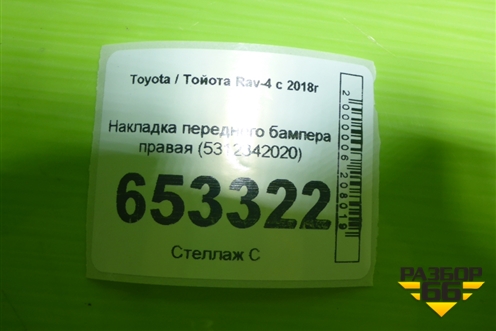 Toyota / Тойота Rav-4 с 2018г
Накладка переднего бампера
правая (5312842020)
653322
Стеллаж С
2000006208019
РАЗБОР
66